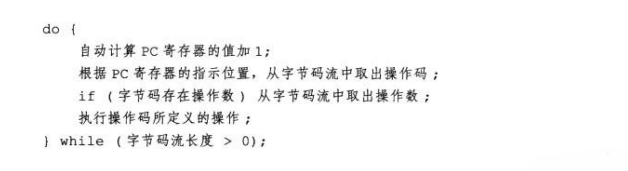 do {
自动计算 PC 寄存器的值加 1;
根据 PC 寄存器的指示位置，从字节码流中取出操作码;
if (字节码存在操作数) 从字节码流中取出操作数;
执行操作码所定义的操作;
} while (字节码流长度 > 0);